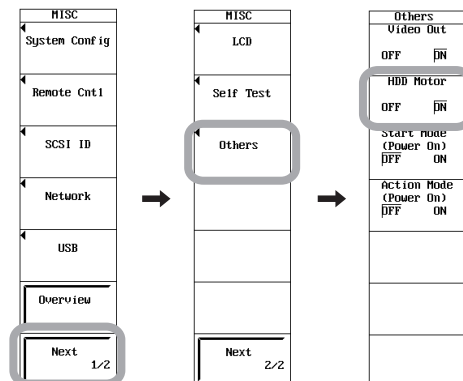 MISC
System Config
Remote Cntl
SCSI ID
Network
USB
Overview
Next
1/2
MISC
LCD
Self Test
Others
Next
2/2
Others
Video Out
OFF ON
HDD Motor
OFF ON
Start Mode
(Power On)
OFF ON
Action Mode
(Power On)
OFF ON